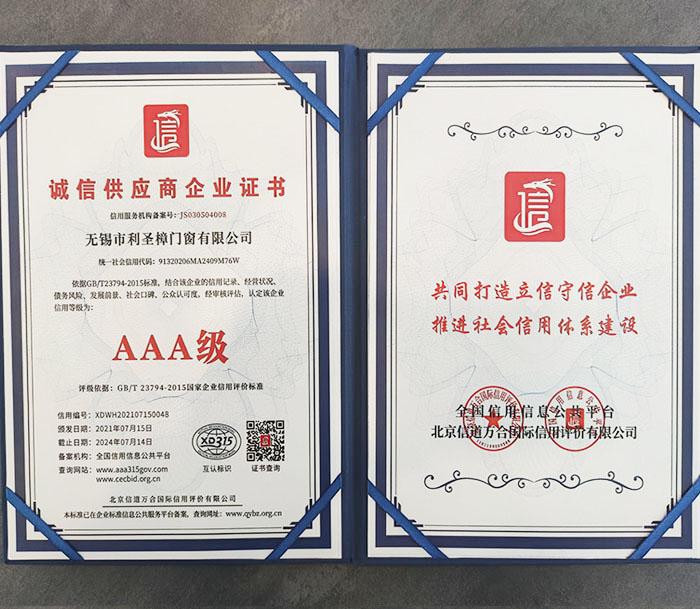 信
诚信供应商企业证书
信用服务机构备案号:JS030504008
无锡市利圣樟门窗有限公司
统一社会信用代码:91320206MA2409M76W
依据GB/T23794-2015标准,结合该企业的信用记录、经营状况、
债务风险、发展前景、社会口碑、公众认可度,经审核评估,认定该企业
信用等级为:
AAA级
评级依据:GB/T 23794-2015国家企业信用评价标准
信用编号:XDWH202107150048
颁发日期:2021年07月15日
截止日期:2024年07月14日
备案机构:全国信用信息公共平台
查询网站:www.aaa315gov.com
www.cecbid.org.cn
XD315
互认标识
证书查询
北京信道万合国际信用评价有限公司
本标准已在企业标准信息公共服务平台备案,查询网址:www.qybz.org.cn
信
共同打造立信守信企业
推进社会信用体系建设
全国信用信息公共平台
北京信道万合国际信用评价有限公司